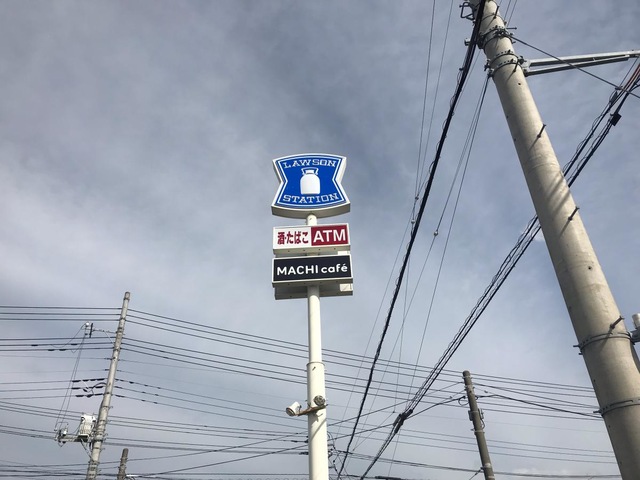 LAWSON
STATION
酒・たばこ ATM
MACHI café